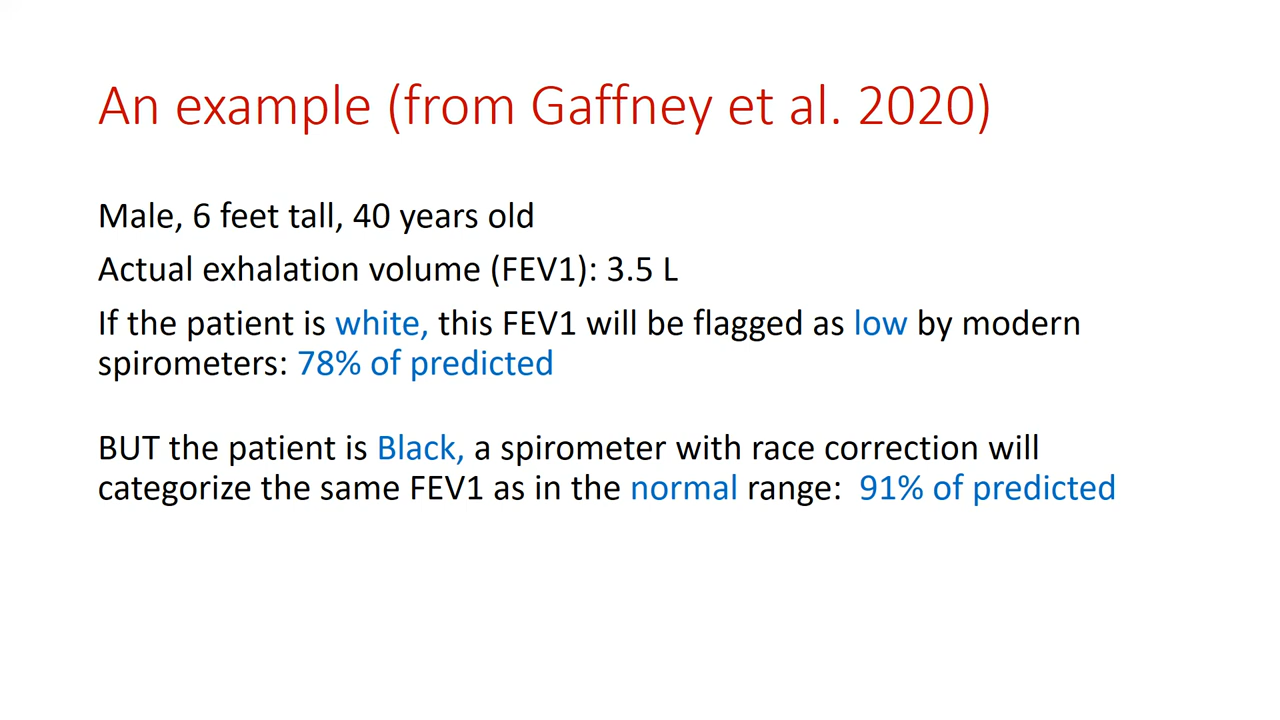 An example (from Gaffney et al. 2020)
Male, 6 feet tall, 40 years old
Actual exhalation volume (FEV1): 3.5 L
If the patient is white, this FEV1 will be flagged as low by modern
spirometers: 78% of predicted
BUT the patient is Black, a spirometer with race correction will
categorize the same FEV1 as in the normal range: 91% of predicted